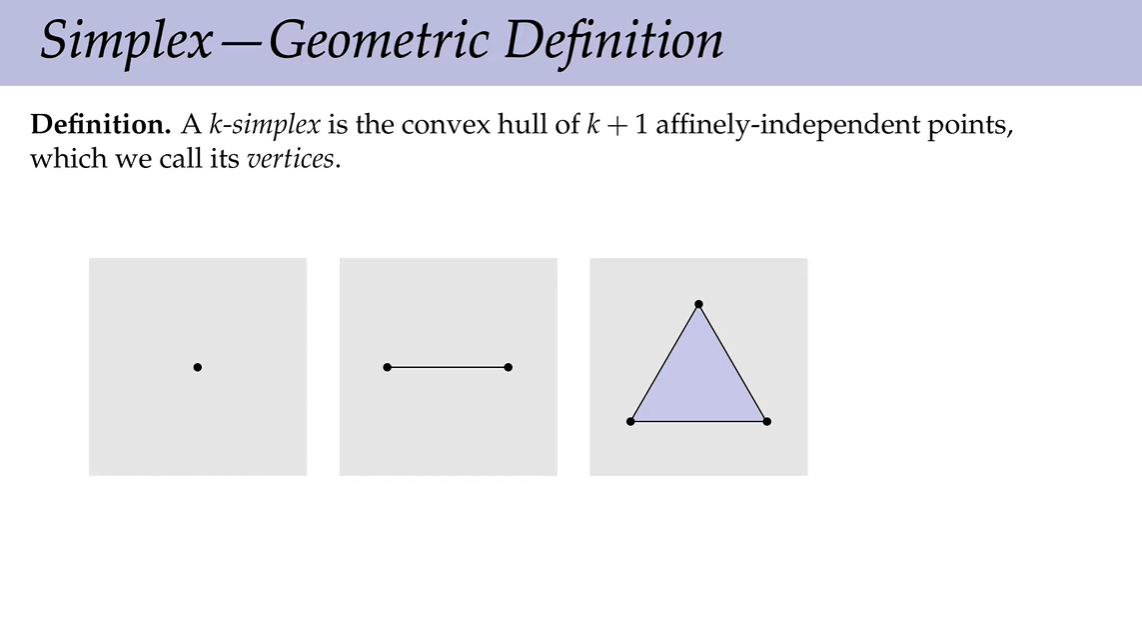 Simplex—Geometric Definition
Definition. A k-simplex is the convex hull of k + 1 affinely-independent points,
which we call its vertices.